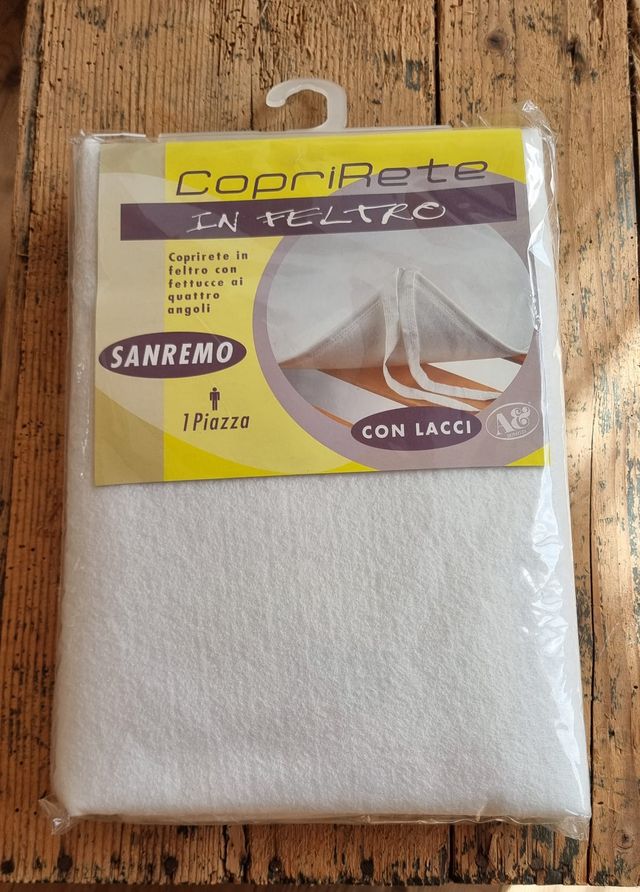 CopriRete
IN FELTRO
Coprirete in
feltro con
fettucce ai
quattro
angoli
SANREMO
1 Piazza
CON LACCI
A&